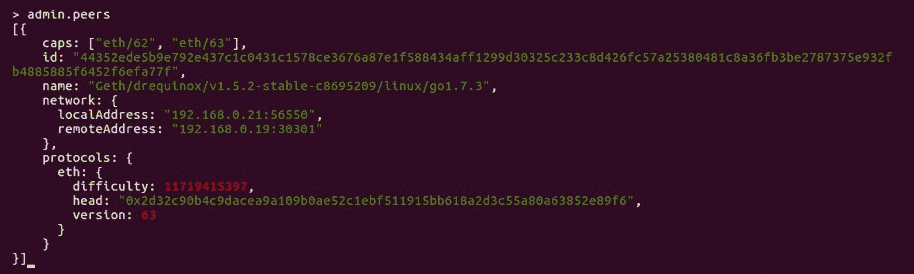 > admin.peers
[{
caps: ["eth/62", "eth/63"],
id: "44352ede5b9e792e437c1c0431c1578ce3676a87e1f588434aff1299d30325c233c8d426fc57a25380481c8a36fb3be2787375e932f
b4885885f6452f6efa77f",
name: "Geth/drequinox/v1.5.2-stable-c8695209/linux/go1.7.3",
network: {
localAddress: "192.168.0.21:56550",
remoteAddress: "192.168.0.19:30301"
},
protocols: {
eth: {
difficulty: 11719415397,
head: "0x2d32c90b4c9dacea9a109b0ae52c1ebf511915bb618a2d3c55a80a63852e89f6",
version: 63
}
}
}]